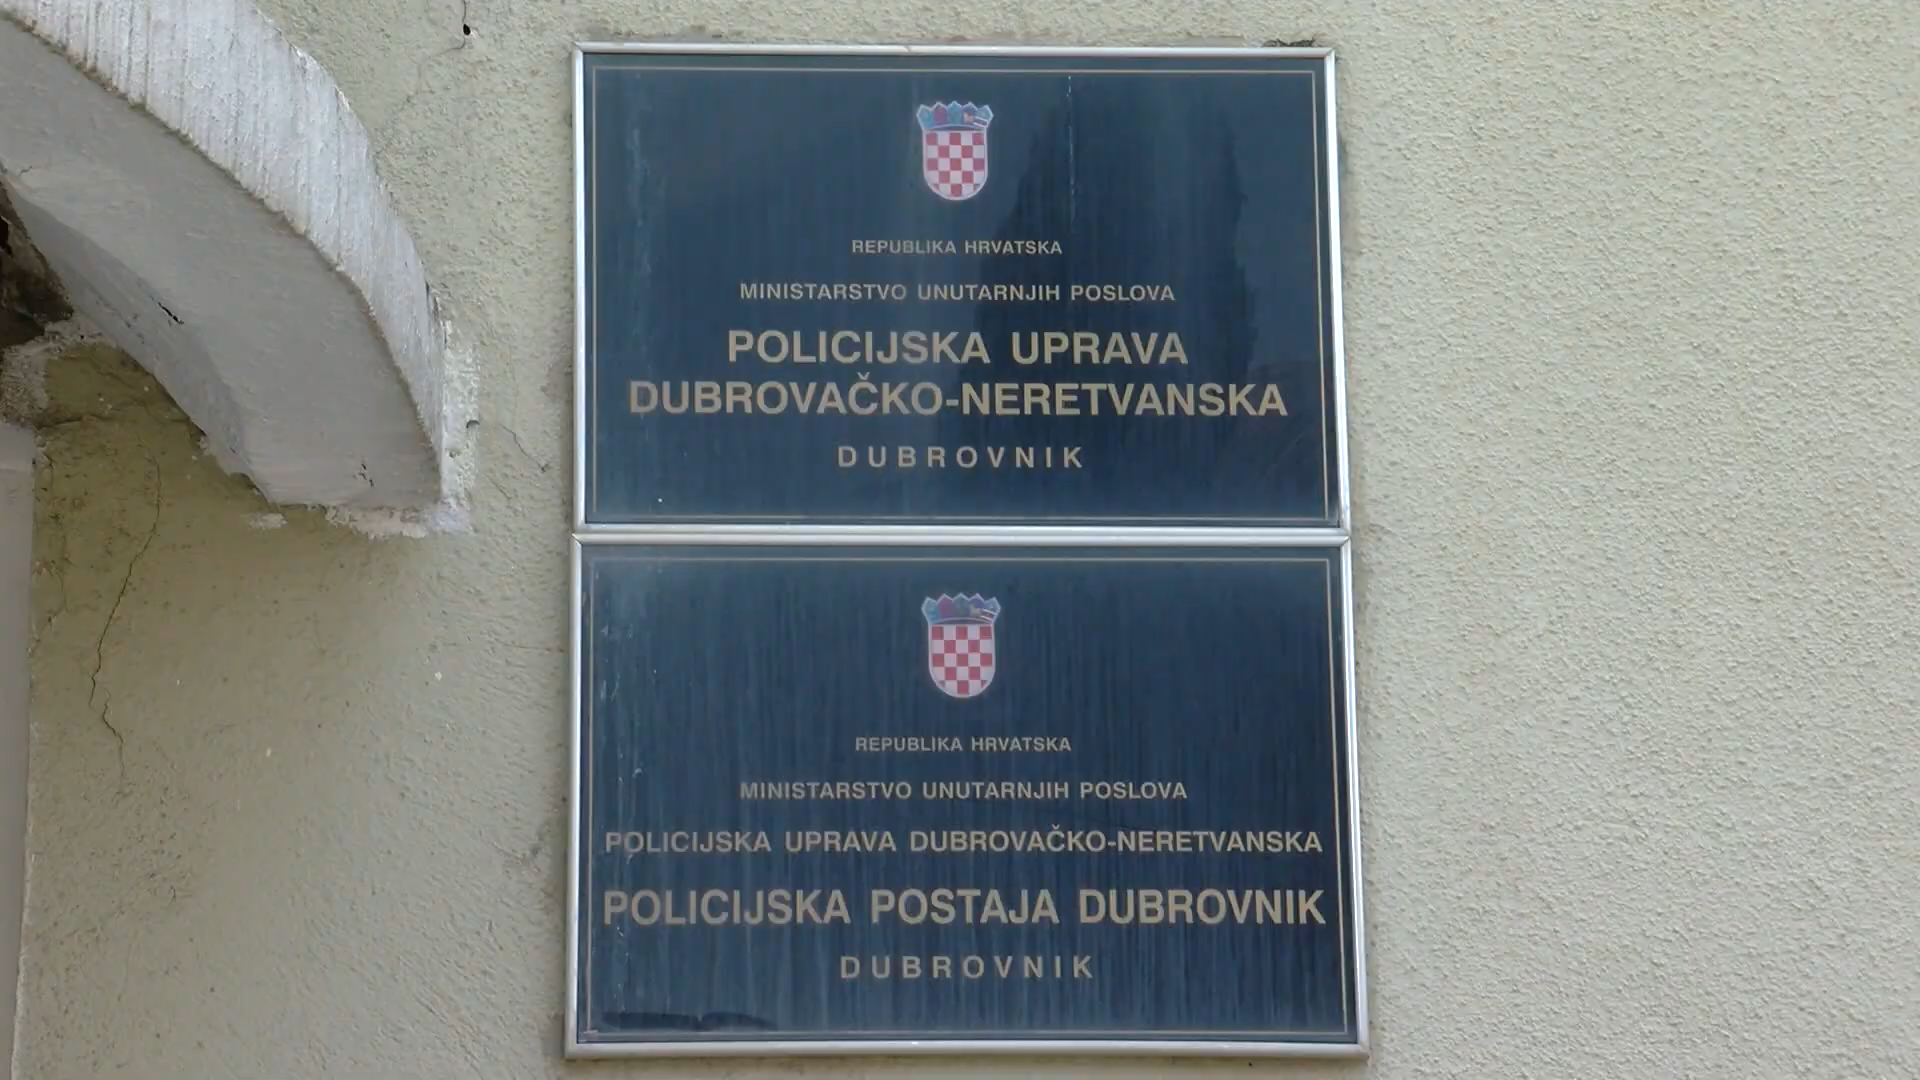 REPUBLIKA HRVATSKA
MINISTARSTVO UNUTARNJIH POSLOVA
POLICIJSKA UPRAVA
DUBROVAČKO-NERETVANSKA
DUBROVNIK
REPUBLIKA HRVATSKA
MINISTARSTVO UNUTARNJIH POSLOVA
POLICIJSKA UPRAVA DUBROVAČKO-NERETVANSKA
POLICIJSKA POSTAJA DUBROVNIK
DUBROVNIK